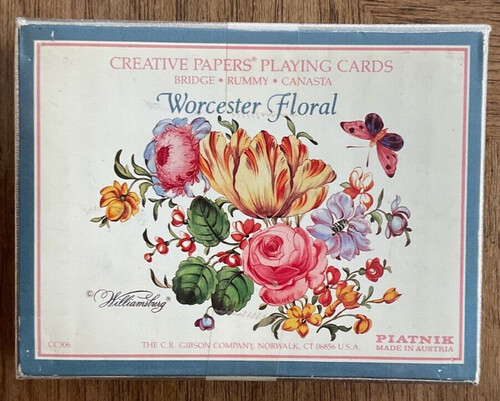 CREATIVE PAPERS® PLAYING CARDS
BRIDGE • RUMMY • CANASTA
Worcester Floral
© Williamsburg®
CC306
THE C.R. GIBSON COMPANY, NORWALK, CT 06856 U.S.A.
PIATNIK
MADE IN AUSTRIA